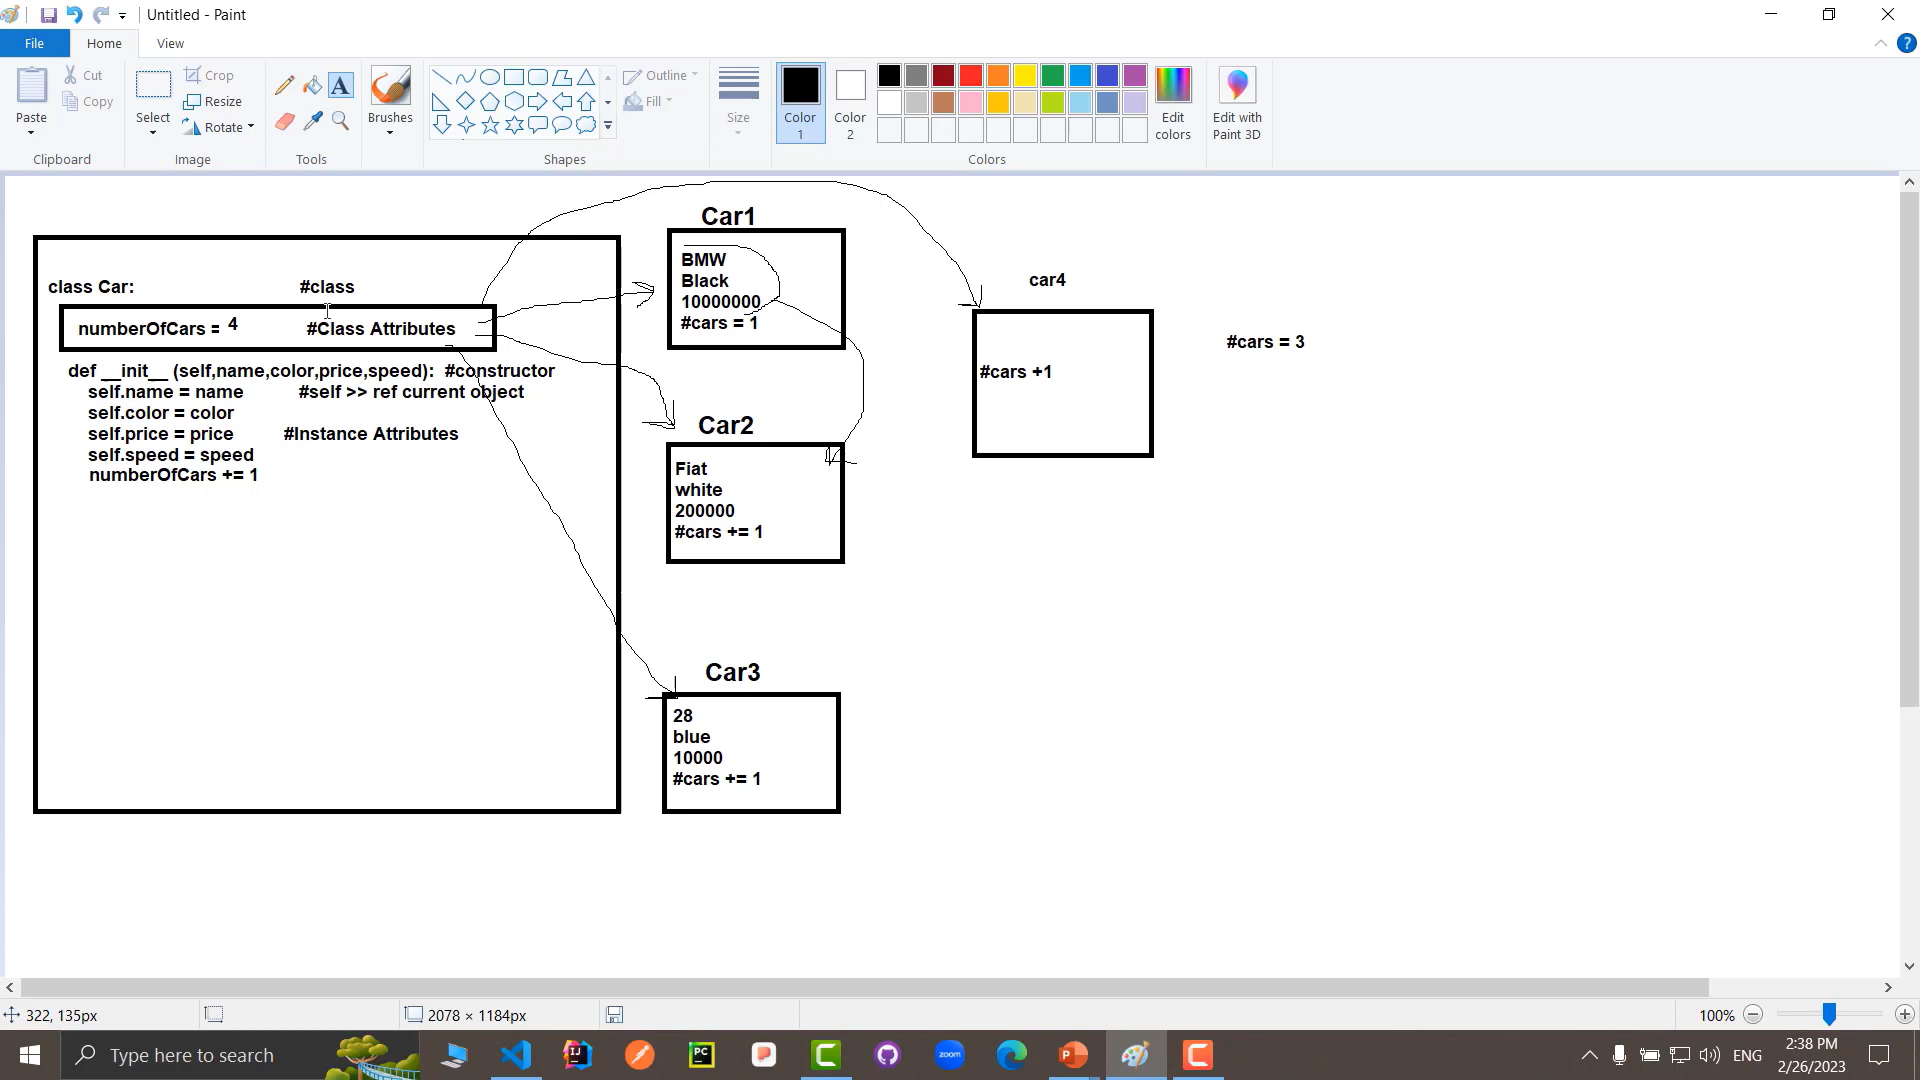 Untitled - Paint
File
Home
View
Paste
Cut
Copy
Clipboard
Select
Crop
Resize
Rotate
Image
Tools
Brushes
Shapes
Outline
Fill
Size
Color 1
Color 2
Edit colors
Edit with Paint 3D
Colors
class Car: #class
numberOfCars = 4 #Class Attributes
def __init__ (self,name,color,price,speed): #constructor
self.name = name #self >> ref current object
self.color = color
self.price = price #Instance Attributes
self.speed = speed
numberOfCars += 1
Car1
BMW
Black
10000000
#cars = 1
Car2
Fiat
white
200000
#cars += 1
Car3
28
blue
10000
#cars += 1
car4
#cars +1
#cars = 3
322, 135px
2078 × 1184px
100%
Type here to search
zoom
ENG
2:38 PM
2/26/2023